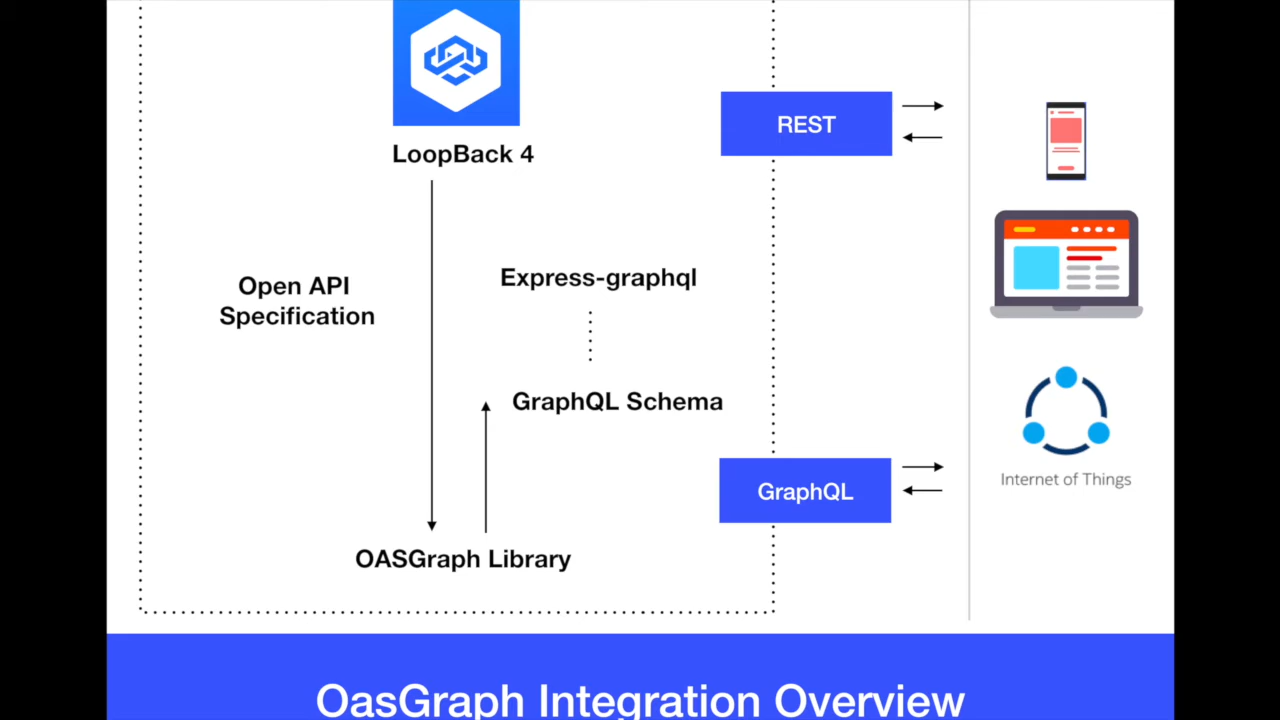 LoopBack 4
REST
Open API
Specification
Express-graphql
GraphQL Schema
GraphQL
Internet of Things
OASGraph Library
OasGraph Integration Overview